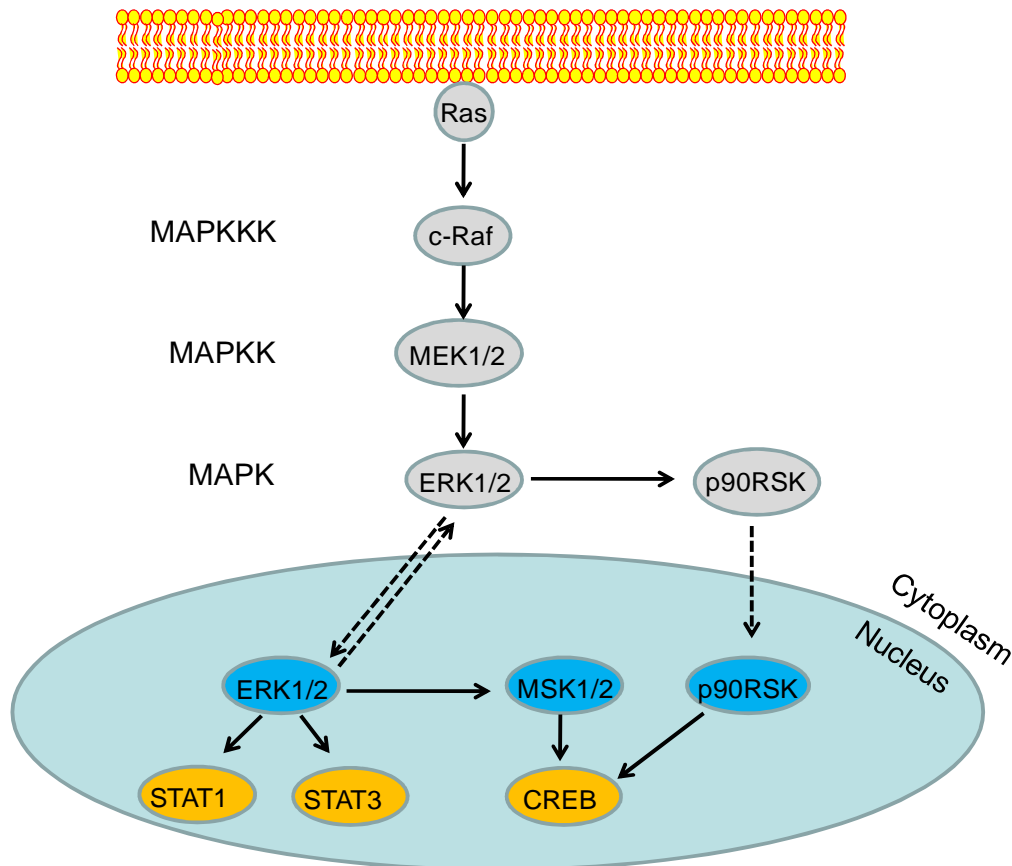 Ras
MAPKKK
c-Raf
MAPKK
MEK1/2
MAPK
ERK1/2
p90RSK
Cytoplasm
Nucleus
ERK1/2
MSK1/2
p90RSK
STAT1
STAT3
CREB